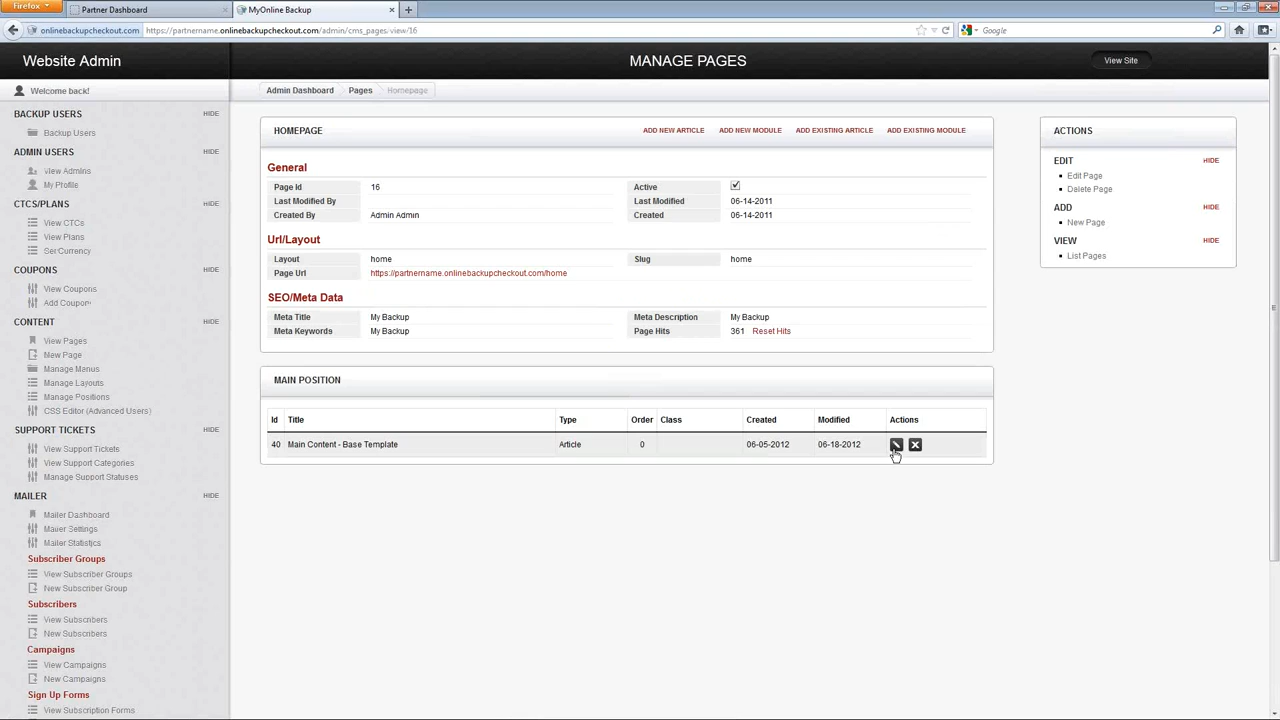 Firefox
Partner Dashboard
MyOnline Backup
onlinebackupcheckout.com https://partnername.onlinebackupcheckout.com/admin/cms_pages/view/16
Google
Website Admin
MANAGE PAGES
View Site
Welcome back!
Admin Dashboard Pages Homepage
BACKUP USERS HIDE
Backup Users
ADMIN USERS HIDE
View Admins
My Profile
CTCS/PLANS HIDE
View CTCs
View Plans
Set Currency
COUPONS HIDE
View Coupons
Add Coupon
CONTENT HIDE
View Pages
New Page
Manage Menus
Manage Layouts
Manage Positions
CSS Editor (Advanced Users)
SUPPORT TICKETS HIDE
View Support Tickets
View Support Categories
Manage Support Statuses
MAILER HIDE
Mailer Dashboard
Mailer Settings
Mailer Statistics
Subscriber Groups
View Subscriber Groups
New Subscriber Group
Subscribers
View Subscribers
New Subscribers
Campaigns
View Campaigns
New Campaigns
Sign Up Forms
View Subscription Forms
HOMEPAGE ADD NEW ARTICLE ADD NEW MODULE ADD EXISTING ARTICLE ADD EXISTING MODULE
General
Page Id 16 Active
Last Modified By Last Modified 06-14-2011
Created By Admin Admin Created 06-14-2011
Url/Layout
Layout home Slug home
Page Url https://partnername.onlinebackupcheckout.com/home
SEO/Meta Data
Meta Title My Backup Meta Description My Backup
Meta Keywords My Backup Page Hits 361 Reset Hits
MAIN POSITION
Id Title Type Order Class Created Modified Actions
40 Main Content - Base Template Article 0 06-05-2012 06-18-2012
ACTIONS
EDIT HIDE
Edit Page
Delete Page
ADD HIDE
New Page
VIEW HIDE
List Pages